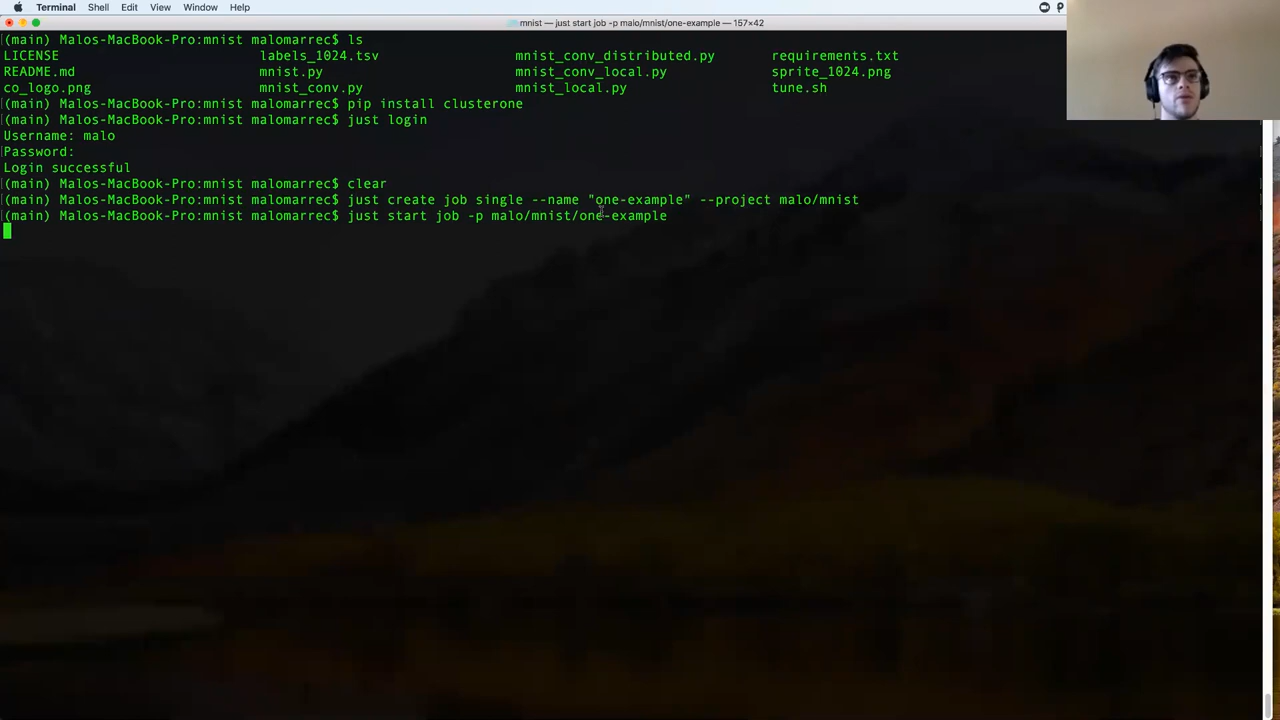 Terminal Shell Edit View Window Help
mnist — just start job -p malo/mnist/one-example — 157×42
(main) Malos-MacBook-Pro:mnist malomarrec$ ls
LICENSE labels_1024.tsv mnist_conv_distributed.py requirements.txt
README.md mnist.py mnist_conv_local.py sprite_1024.png
co_logo.png mnist_conv.py mnist_local.py tune.sh
(main) Malos-MacBook-Pro:mnist malomarrec$ pip install clusterone
(main) Malos-MacBook-Pro:mnist malomarrec$ just login
Username: malo
Password:
Login successful
(main) Malos-MacBook-Pro:mnist malomarrec$ clear
(main) Malos-MacBook-Pro:mnist malomarrec$ just create job single --name "one-example" --project malo/mnist
(main) Malos-MacBook-Pro:mnist malomarrec$ just start job -p malo/mnist/one-example